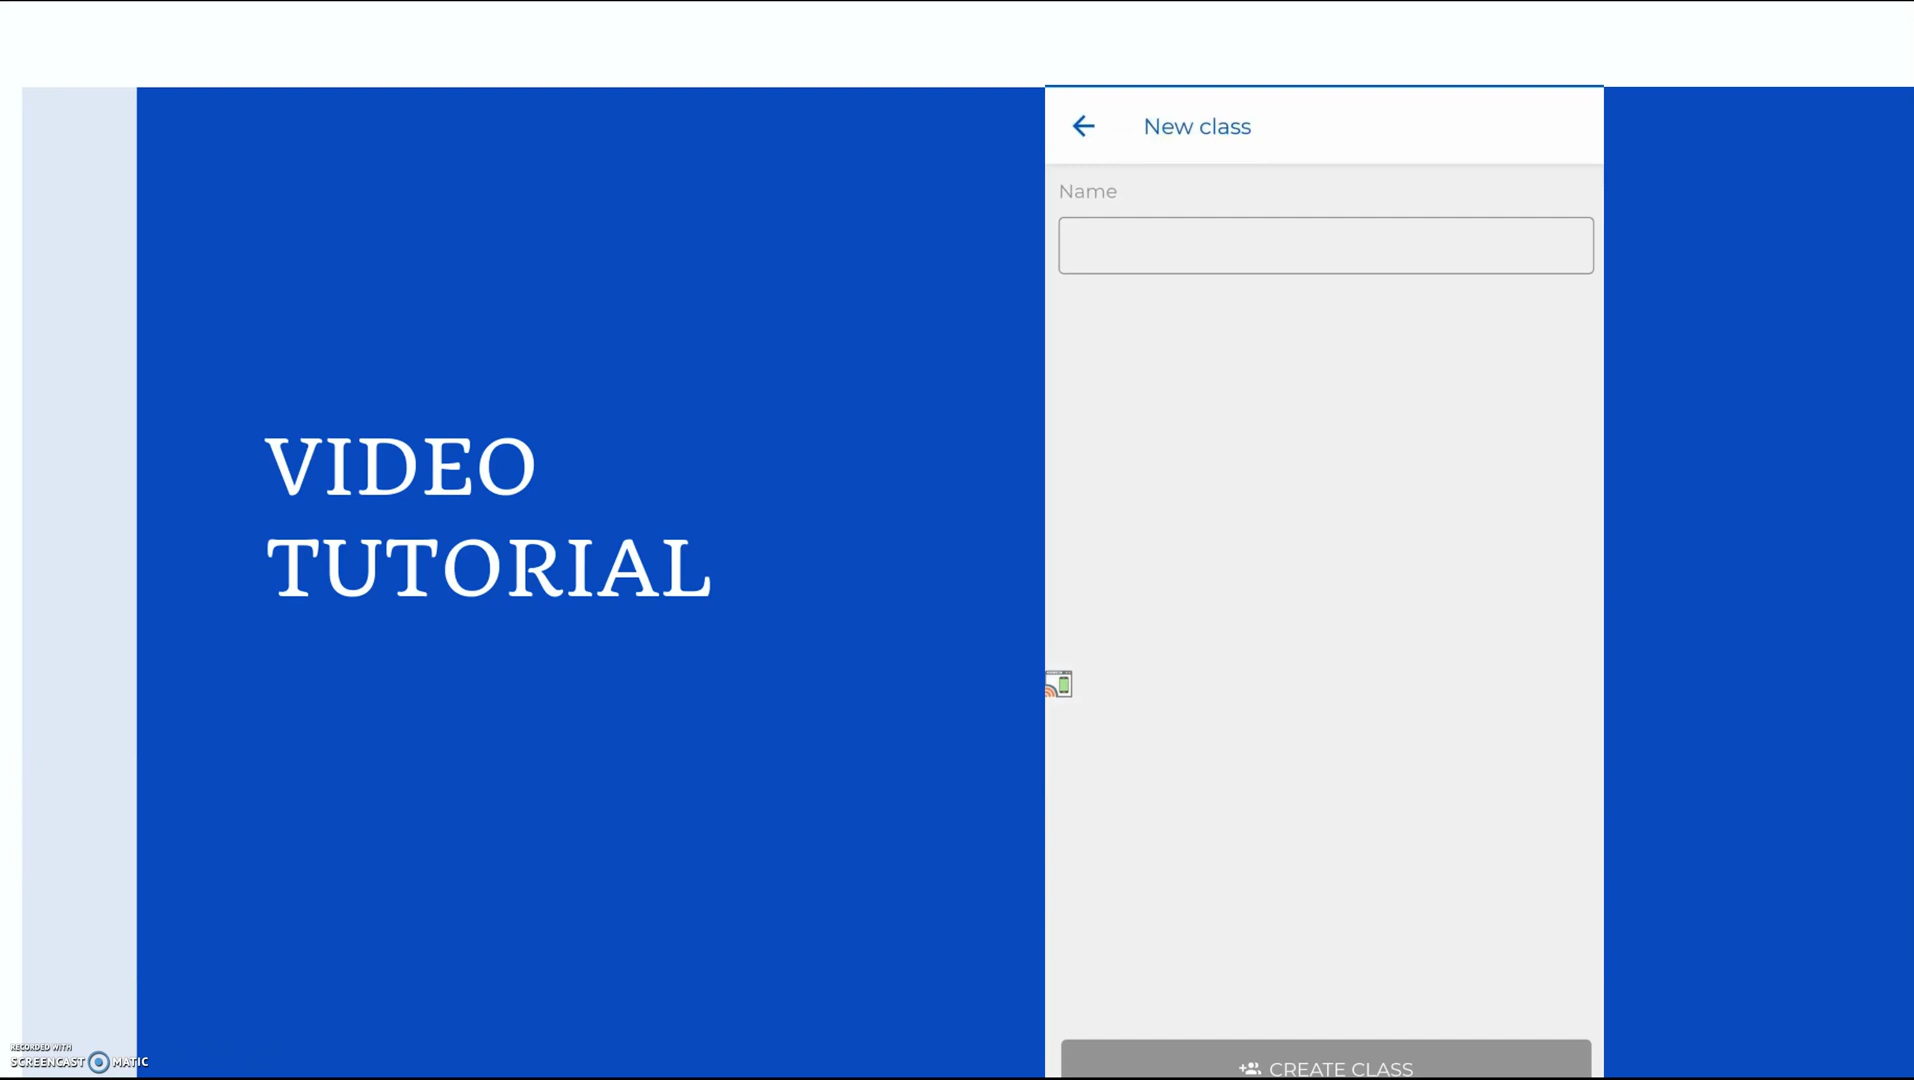 New class
Name
VIDEO
TUTORIAL
CREATE CLASS
RECORDED WITH
SCREENCAST MATIC